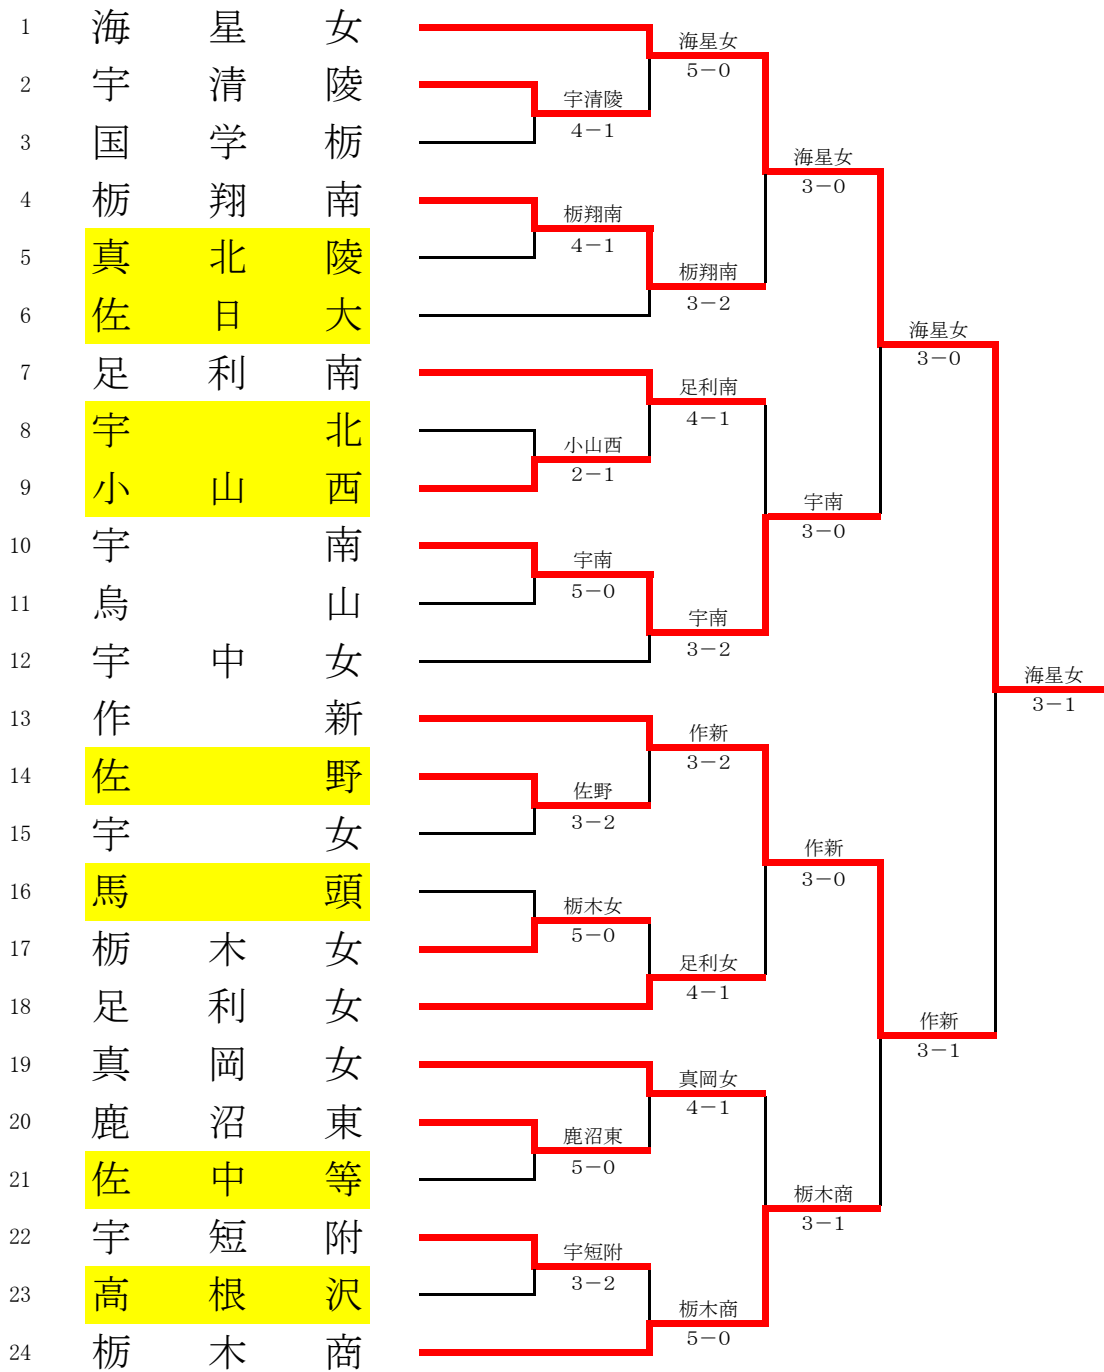 1 海星女
2 宇清陵
3 国学栃
4 栃翔南
5 真北陵
6 佐日大
7 足利南
8 宇北
9 小山西
10 宇南
11 烏山
12 宇中女
13 作新
14 佐野
15 宇女
16 馬頭
17 栃木女
18 足利女
19 真岡女
20 鹿沼東
21 佐中等
22 宇短附
23 高根沢
24 栃木商
宇清陵
4-1
栃翔南
4-1
小山西
2-1
宇南
5-0
佐野
3-2
栃木女
5-0
鹿沼東
5-0
宇短附
3-2
海星女
5-0
栃翔南
3-2
足利南
4-1
宇南
3-2
作新
3-2
足利女
4-1
真岡女
4-1
栃木商
5-0
海星女
3-0
宇南
3-0
作新
3-0
栃木商
3-1
海星女
3-0
作新
3-1
海星女
3-1